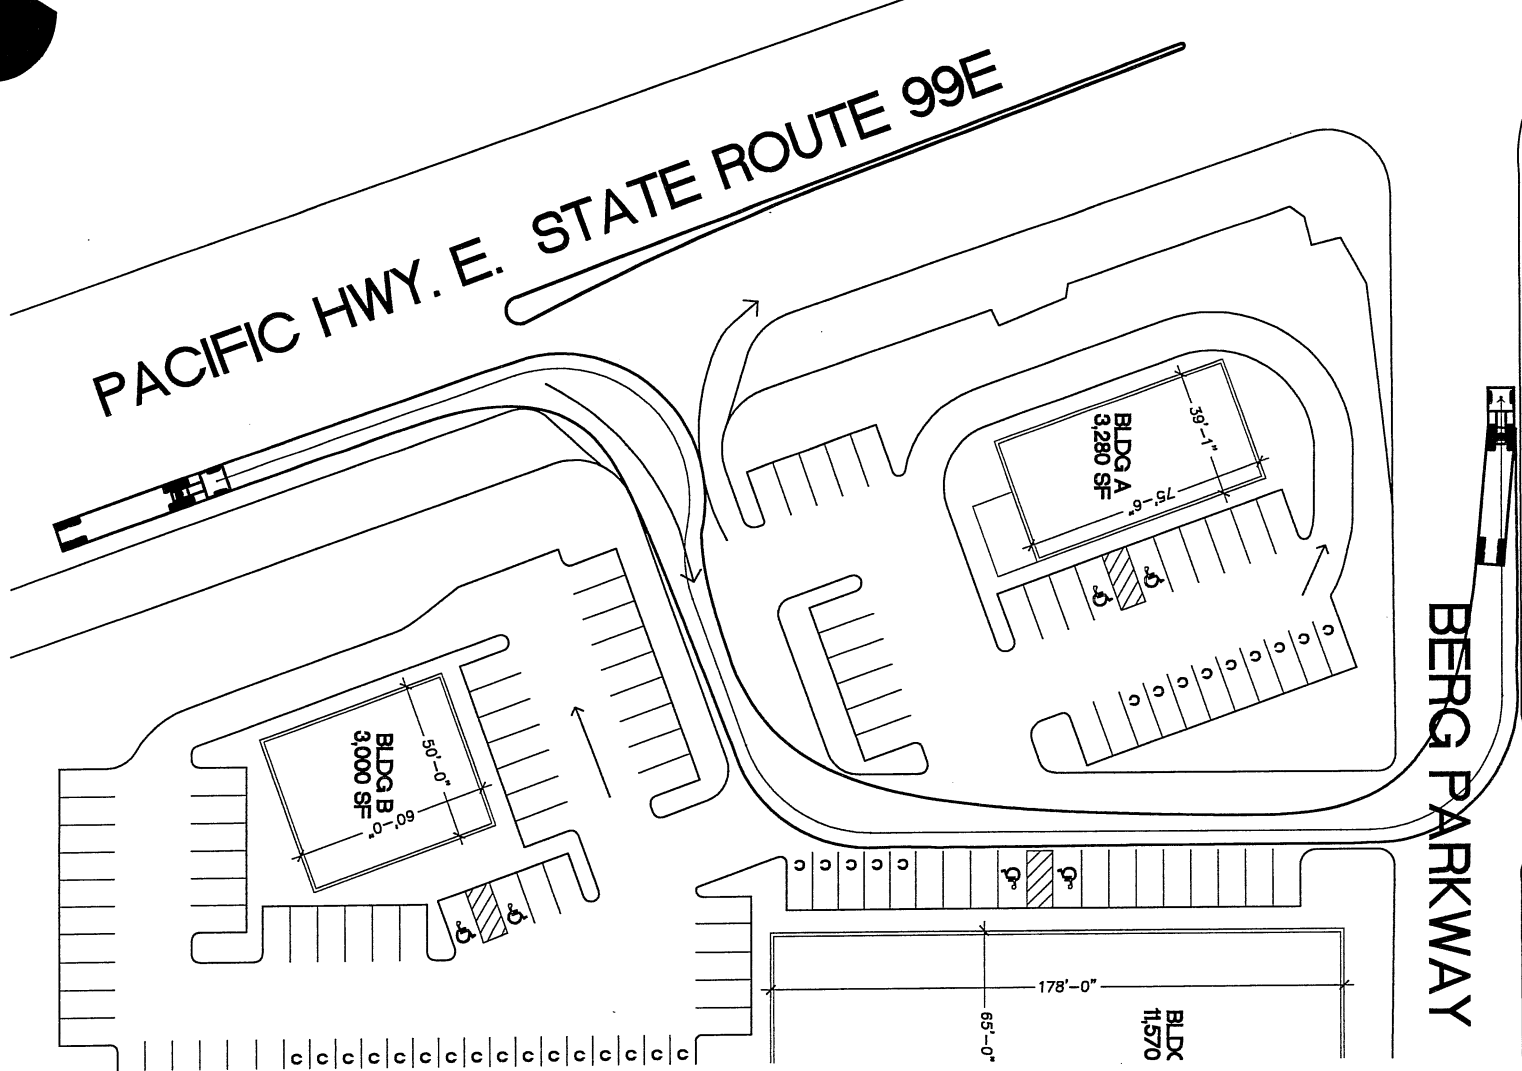 PACIFIC HWY. E. STATE ROUTE 99E
BERG PARKWAY
BLDG A
3,280 SF
39'-1"
75'-6"
BLDG B
3,000 SF
50'-0"
60'-0"
C C C C C C C C C
C C C C C
178'-0"
65'-0"
BLDG
11,570
C C C C C C C C C C C C C C C C